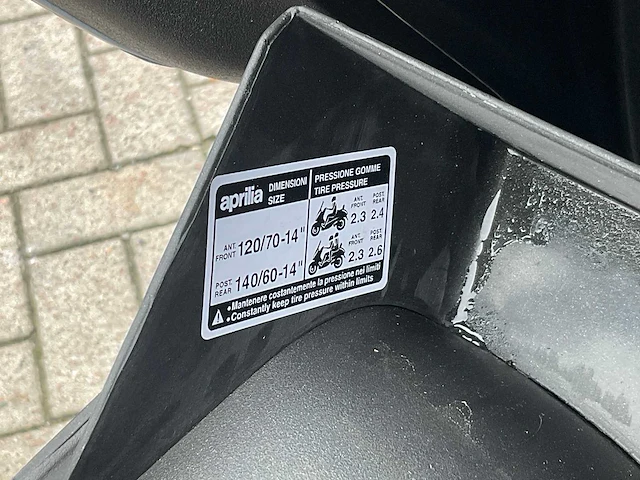 aprilia DIMENSIONI SIZE
PRESSIONE GOMME
TIRE PRESSURE
ANT. FRONT 120/70-14"
POST. REAR 140/60-14"
ANT. FRONT 2.3 POST. REAR 2.4
ANT. FRONT 2.3 POST. REAR 2.6
•Mantenere costantemente la pressione nei limiti
•Constantly keep tire pressure within limits